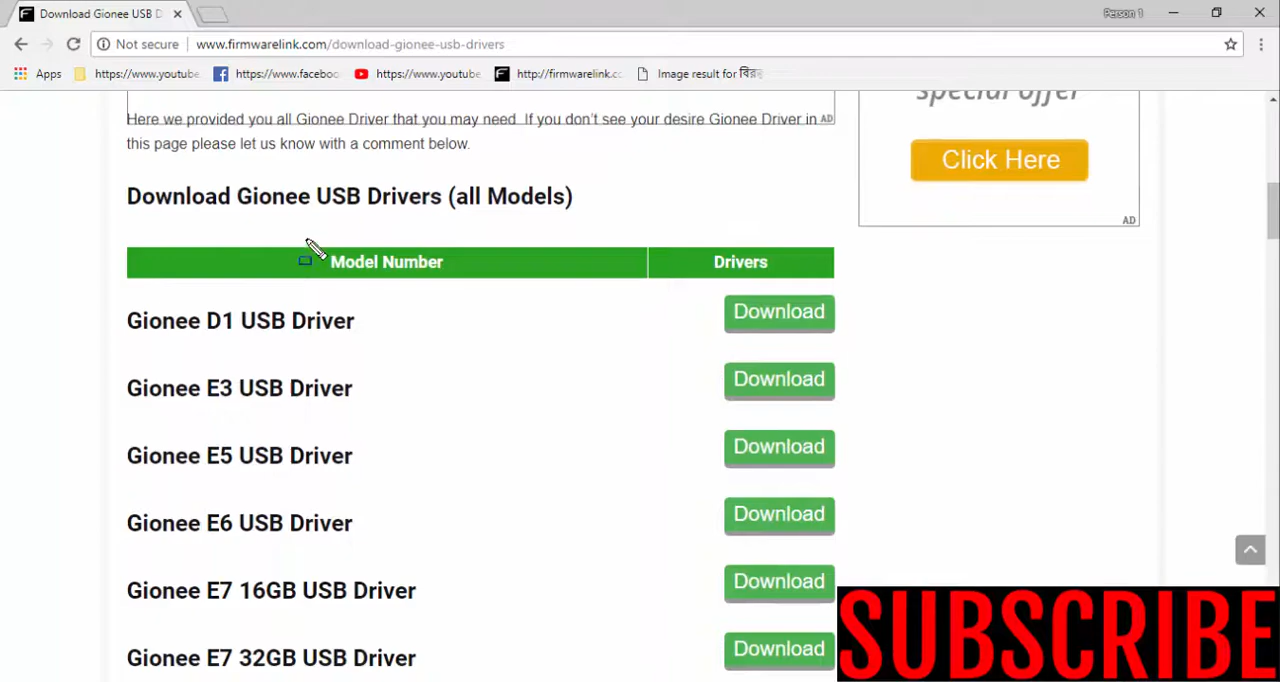 Download Gionee USB D
Person 1
Not secure
www.firmwarelink.com/download-gionee-usb-drivers
Apps
https://www.youtube.
https://www.faceboo
https://www.youtube.
http://firmwarelink.cc
Image result for বির
special offer
Click Here
AD
Here we provided you all Gionee Driver that you may need. If you don't see your desire Gionee Driver in
AD
this page please let us know with a comment below.
Download Gionee USB Drivers (all Models)
Model Number
Drivers
Gionee D1 USB Driver
Download
Gionee E3 USB Driver
Download
Gionee E5 USB Driver
Download
Gionee E6 USB Driver
Download
Gionee E7 16GB USB Driver
Download
Gionee E7 32GB USB Driver
Download
SUBSCRIBE